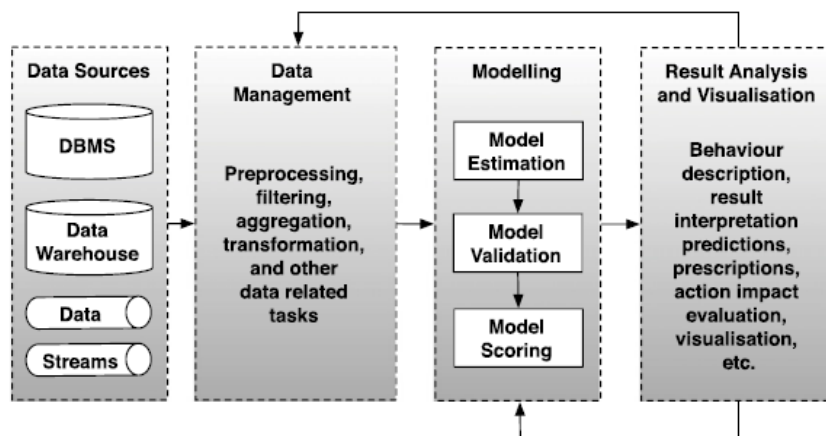 Data Sources
DBMS
Data
Warehouse
Data
Streams
Data
Management
Preprocessing,
filtering,
aggregation,
transformation,
and other
data related
tasks
Modelling
Model
Estimation
Model
Validation
Model
Scoring
Result Analysis
and Visualisation
Behaviour
description,
result
interpretation
predictions,
prescriptions,
action impact
evaluation,
visualisation,
etc.